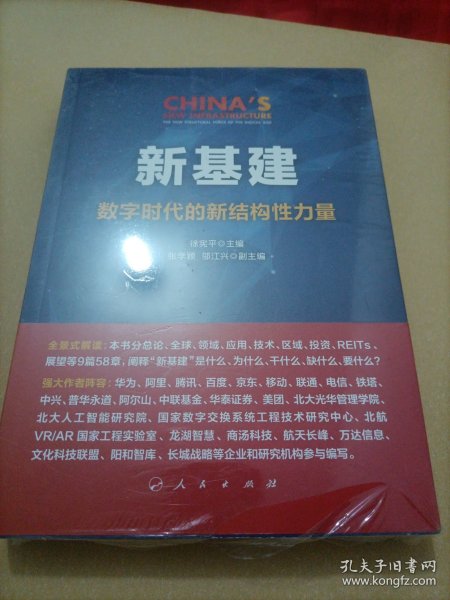 CHINA'S
NEW INFRASTRUCTURE
THE NEW STRUCTURAL FORCE OF THE DIGITAL AGE
新基建
数字时代的新结构性力量
徐宪平◎主编
张学颖 邬江兴◎副主编
全景式解读：本书分总论、全球、领域、应用、技术、区域、投资、REITs、
展望等9篇58章，阐释“新基建”是什么、为什么、干什么、缺什么、要什么？
强大作者阵容：华为、阿里、腾讯、百度、京东、移动、联通、电信、铁塔、
中兴、普华永道、阿尔山、中联基金、华泰证券、美团、北大光华管理学院、
北大人工智能研究院、国家数字交换系统工程技术研究中心、北航
VR/AR国家工程实验室、龙湖智慧、商汤科技、航天长峰、万达信息、
文化科技联盟、阳和智库、长城战略等企业和研究机构参与编写。
人民出版社
孔夫子旧书网
www.kongfz.com